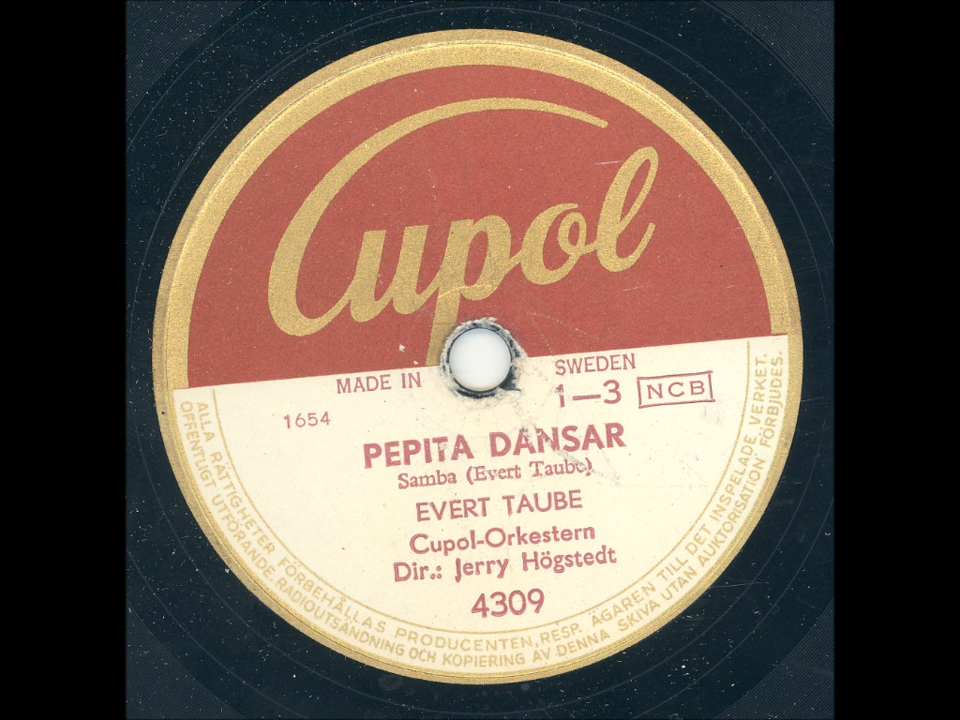 Cupol
MADE IN SWEDEN
1654
1—3 NCB
PEPITA DANSAR
Samba (Evert Taube)
EVERT TAUBE
Cupol-Orkestern
Dir.: Jerry Högstedt
4309
ALLA RÄTTIGHETER FÖRBEHÅLLAS PRODUCENTEN, RESP. ÄGAREN TILL DET INSPELADE VERKET.
OFFENTLIGT UTFÖRANDE, RADIOUTSÄNDNING OCH KOPIERING AV DENNA SKIVA UTAN AUKTORISATION FÖRBJUDES.